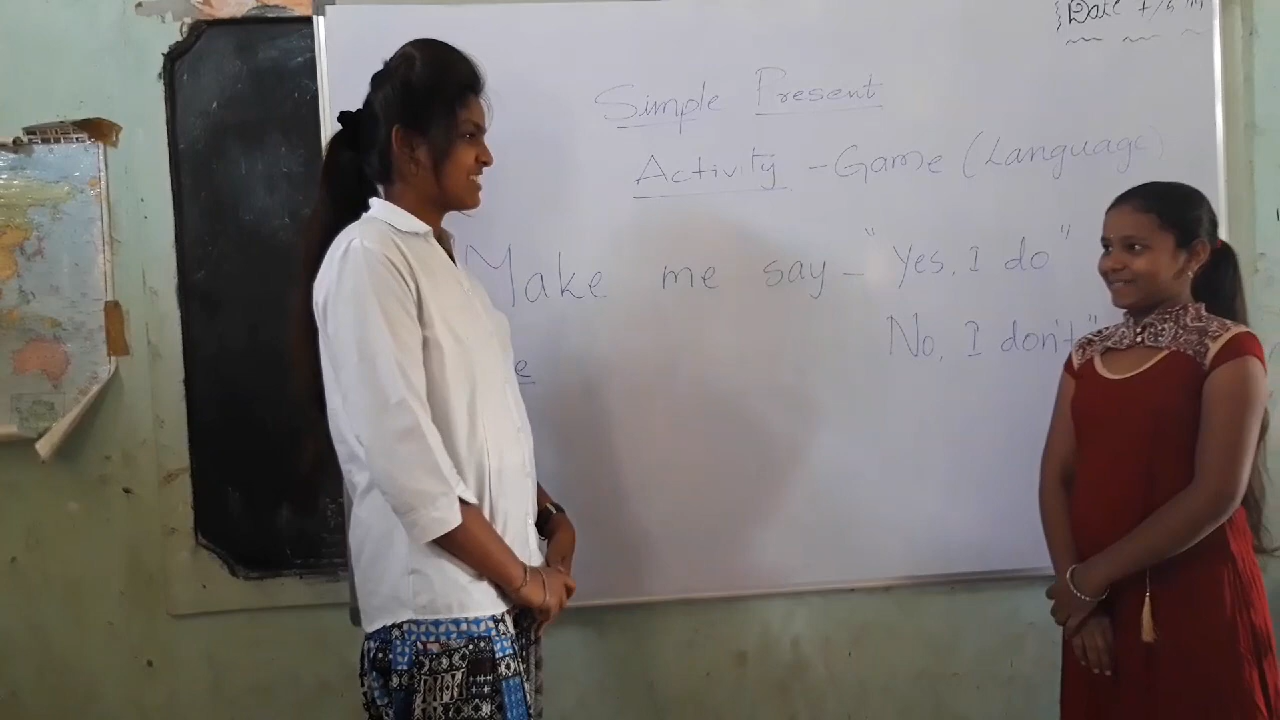 Date
Simple Present
Activity - Game (Language)
Make me say - "Yes, I do"
No, I don't"
e